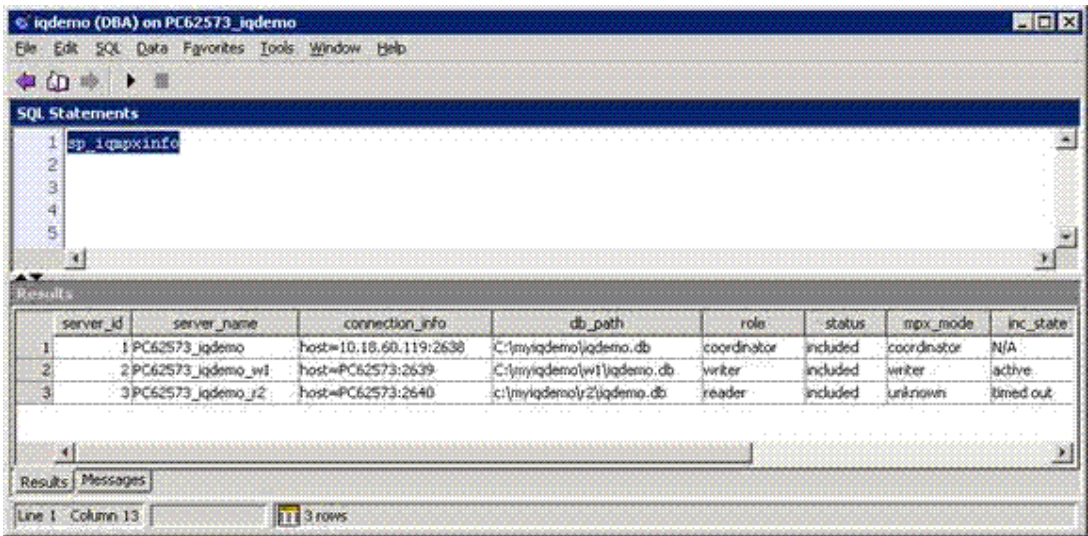 iqdemo (DBA) on PC62573_iqdemo
File Edit SQL Data Favorites Tools Window Help
SQL Statements
1 sp_iqmpxinfo
2
3
4
5
Results
server_id server_name connection_info db_path role status mpx_mode inc_state
1 1 PC62573_iqdemo host=10.18.60.119:2638 C:\myiqdemo\iqdemo.db coordinator included coordinator N/A
2 2 PC62573_iqdemo_w1 host=PC62573:2639 C:\myiqdemo\w1\iqdemo.db writer included writer active
3 3 PC62573_iqdemo_r2 host=PC62573:2640 c:\myiqdemo\r2\iqdemo.db reader included unknown timed out
Results Messages
Line 1 Column 13 3 rows